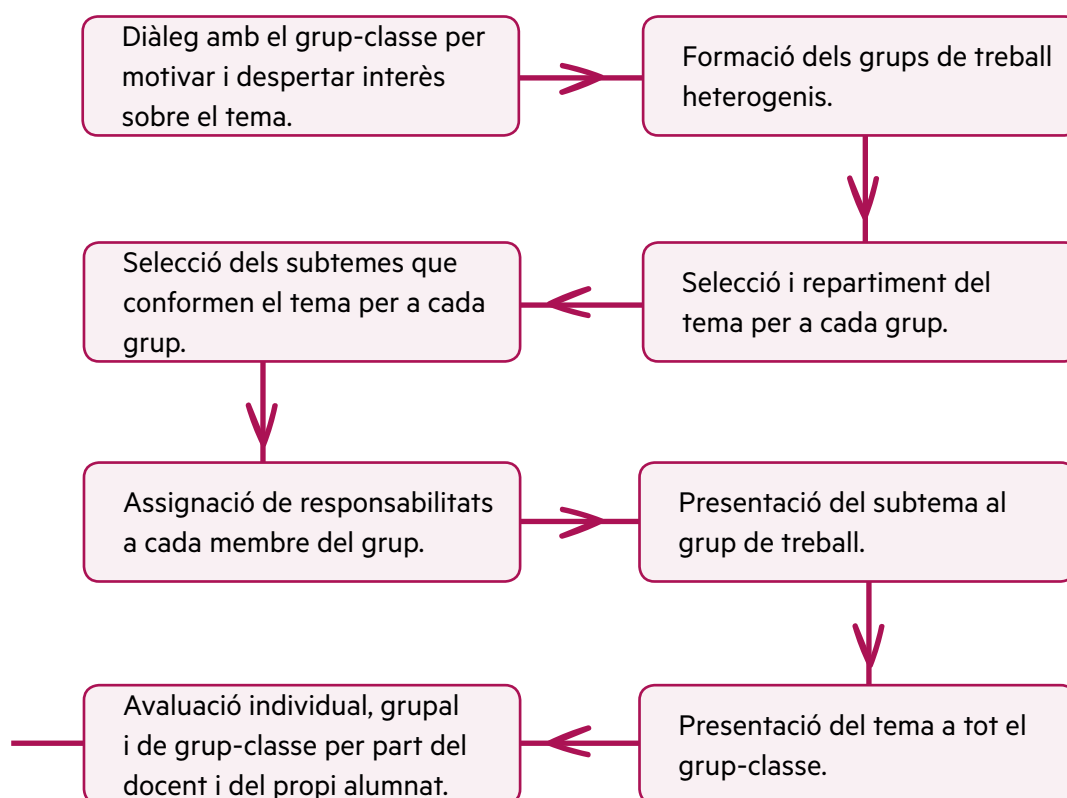 Diàleg amb el grup-classe per
motivar i despertar interès
sobre el tema.
Formació dels grups de treball
heterogenis.
Selecció i repartiment del
tema per a cada grup.
Selecció dels subtemes que
conformen el tema per a cada
grup.
Assignació de responsabilitats
a cada membre del grup.
Presentació del subtema al
grup de treball.
Presentació del tema a tot el
grup-classe.
Avaluació individual, grupal
i de grup-classe per part del
docent i del propi alumnat.